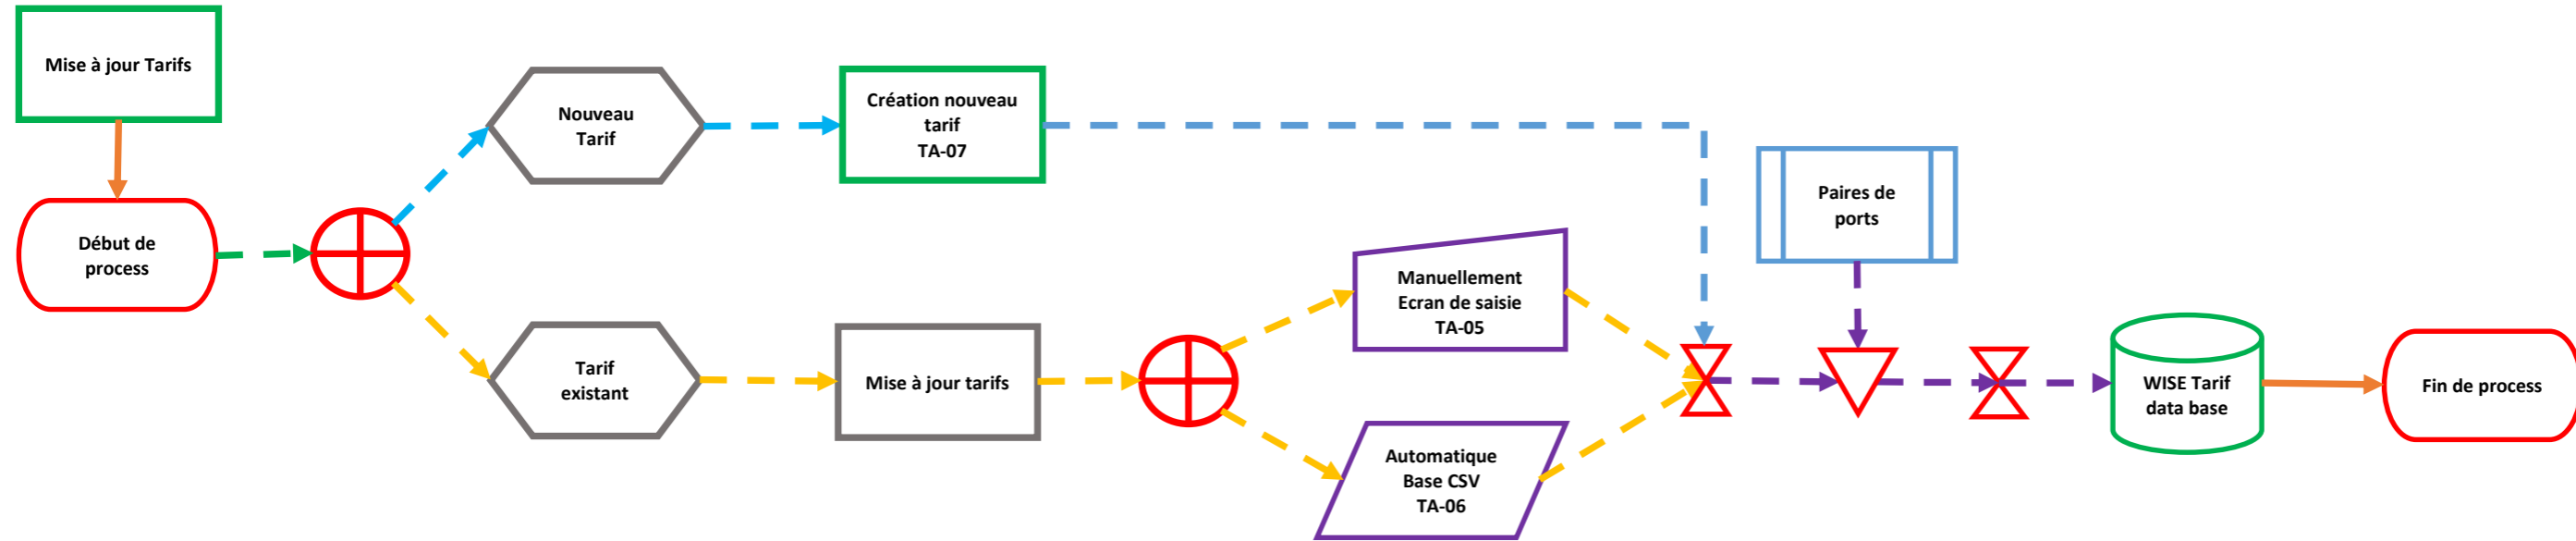 Mise à jour Tarifs
Début de
process
Nouveau
Tarif
Création nouveau
tarif
TA-07
Tarif
existant
Mise à jour tarifs
Manuellement
Ecran de saisie
TA-05
Automatique
Base CSV
TA-06
Paires de
ports
WISE Tarif
data base
Fin de process